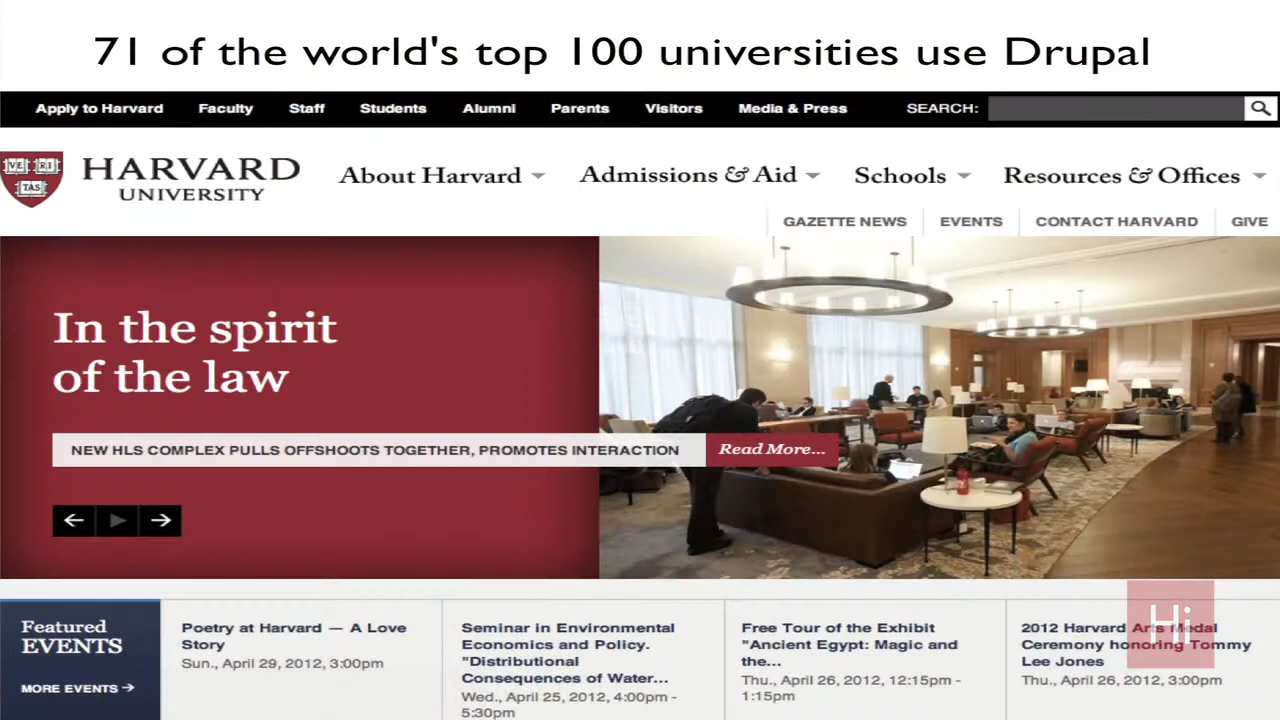 71 of the world's top 100 universities use Drupal
Apply to Harvard Faculty Staff Students Alumni Parents Visitors Media & Press SEARCH:
VE RI
TAS
HARVARD
UNIVERSITY
About Harvard Admissions & Aid Schools Resources & Offices
GAZETTE NEWS EVENTS CONTACT HARVARD GIVE
In the spirit
of the law
NEW HLS COMPLEX PULLS OFFSHOOTS TOGETHER, PROMOTES INTERACTION Read More...
Featured
EVENTS
MORE EVENTS
Poetry at Harvard — A Love
Story
Sun., April 29, 2012, 3:00pm
Seminar in Environmental
Economics and Policy.
"Distributional
Consequences of Water...
Wed., April 25, 2012, 4:00pm -
5:30pm
Free Tour of the Exhibit
"Ancient Egypt: Magic and
the...
Thu., April 26, 2012, 12:15pm -
1:15pm
2012 Harvard Arts Medal
Ceremony honoring Tommy
Lee Jones
Thu., April 26, 2012, 3:00pm
Hi